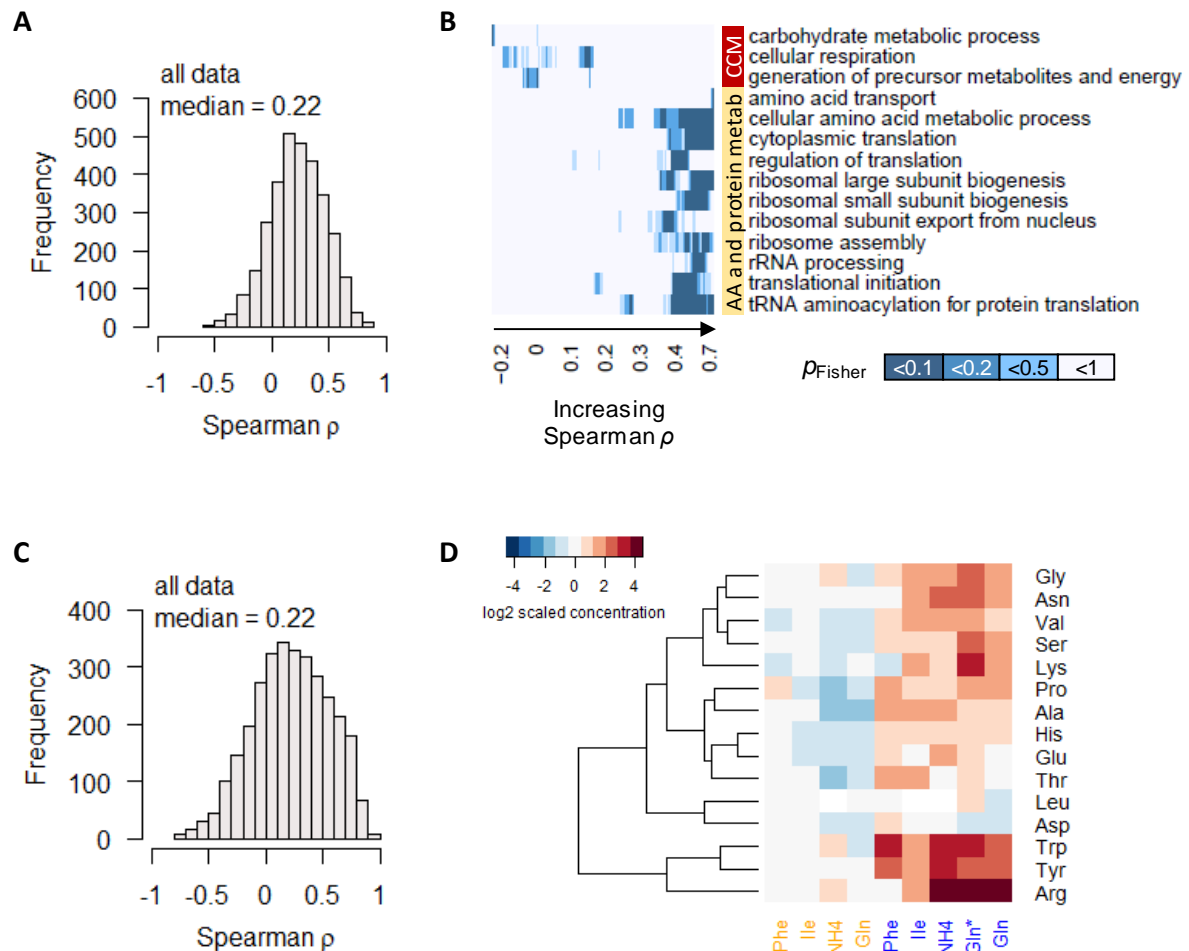 A
all data
median = 0.22
600
500
400
300
200
100
0
Frequency
-1
-0.5
0
0.5
1
Spearman ρ
B
CCM
AA and protein metab
carbohydrate metabolic process
cellular respiration
generation of precursor metabolites and energy
amino acid transport
cellular amino acid metabolic process
cytoplasmic translation
regulation of translation
ribosomal large subunit biogenesis
ribosomal small subunit biogenesis
ribosomal subunit export from nucleus
ribosome assembly
rRNA processing
translational initiation
tRNA aminoacylation for protein translation
−0.2
0
0.1
0.2
0.4
0.7
Increasing
Spearman ρ
pFisher
<0.1 <0.2 <0.5 <1
C
all data
median = 0.22
400
300
200
100
0
Frequency
-1
-0.5
0
0.5
1
Spearman ρ
D
-4 -2 0 2 4
log2 scaled concentration
Gly
Asn
Val
Ser
Lys
Pro
Ala
His
Glu
Thr
Leu
Asp
Trp
Tyr
Arg
Phe
Ile
NH4
Gln
Phe
Ile
NH4
Gln*
Gln